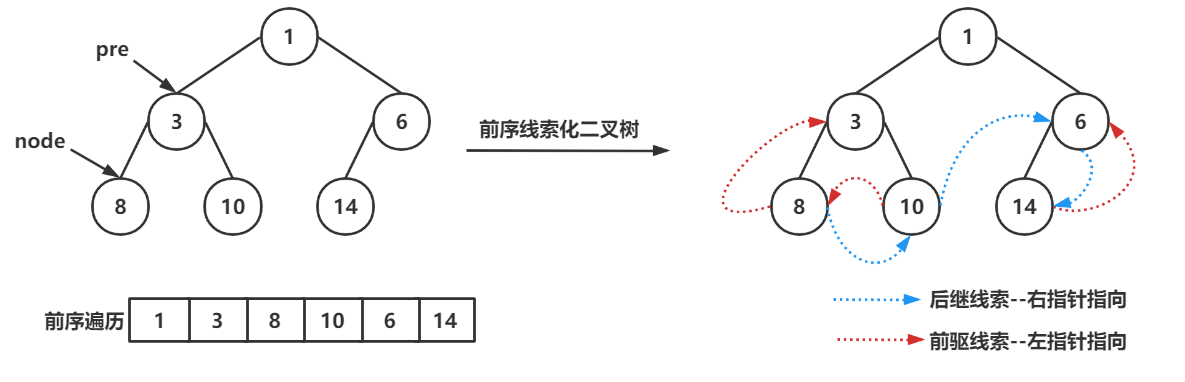 1
pre
3
6
node
8
10
14
前序遍历 1 3 8 10 6 14
前序线索化二叉树
1
3
6
8
10
14
后继线索--右指针指向
前驱线索--左指针指向